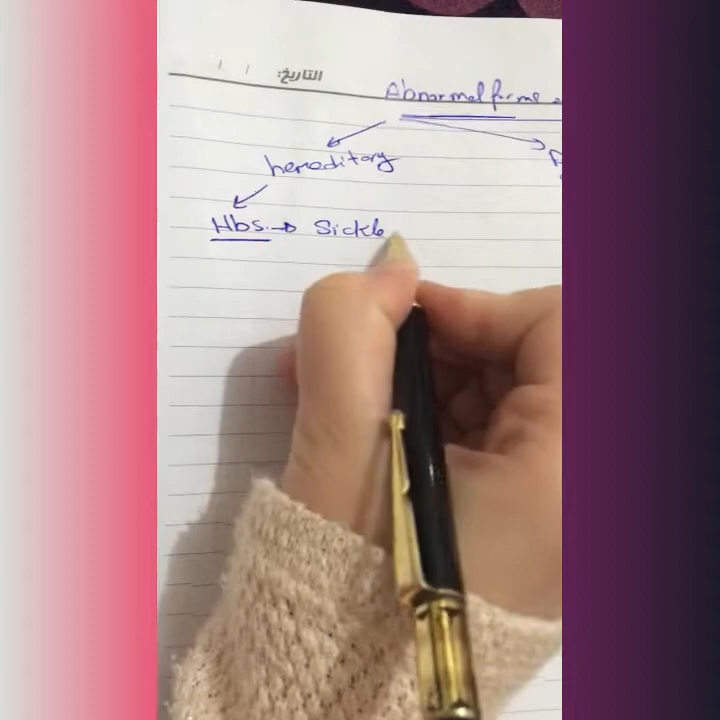 التاريخ: / /
Abnormal forms
hereditory
Hbs → Sickle